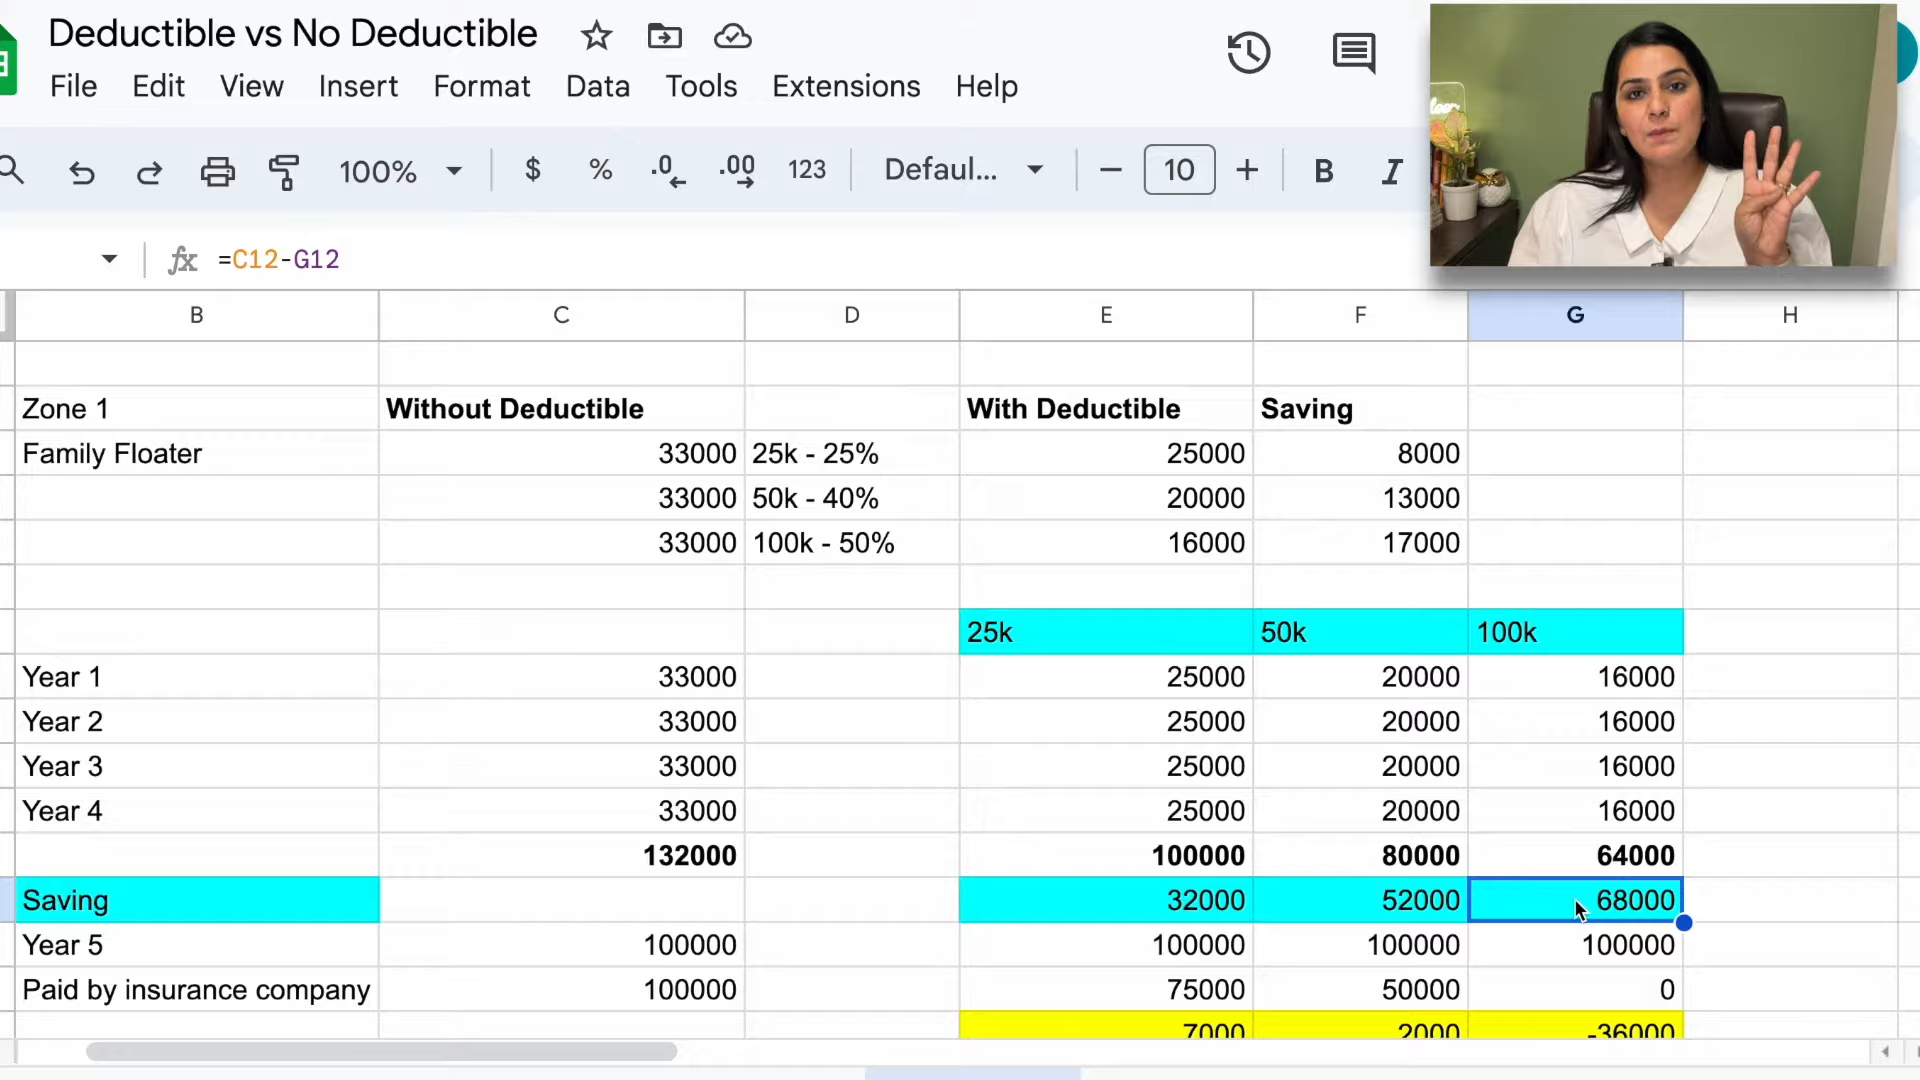 Deductible vs No Deductible
File Edit View Insert Format Data Tools Extensions Help
100% $ % .0 .00 123 Defaul... 10 B I
fx =C12-G12
B C D E F G H
Zone 1 Without Deductible With Deductible Saving
Family Floater 33000 25k - 25% 25000 8000
33000 50k - 40% 20000 13000
33000 100k - 50% 16000 17000
25k 50k 100k
Year 1 33000 25000 20000 16000
Year 2 33000 25000 20000 16000
Year 3 33000 25000 20000 16000
Year 4 33000 25000 20000 16000
132000 100000 80000 64000
Saving 32000 52000 68000
Year 5 100000 100000 100000 100000
Paid by insurance company 100000 75000 50000 0
7000 2000 -36000